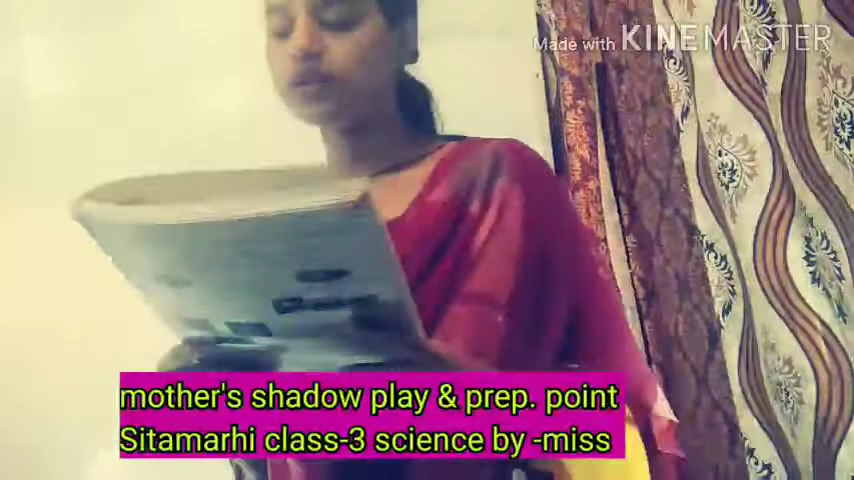 Made with KINEMASTER
mother's shadow play & prep. point
Sitamarhi class-3 science by -miss